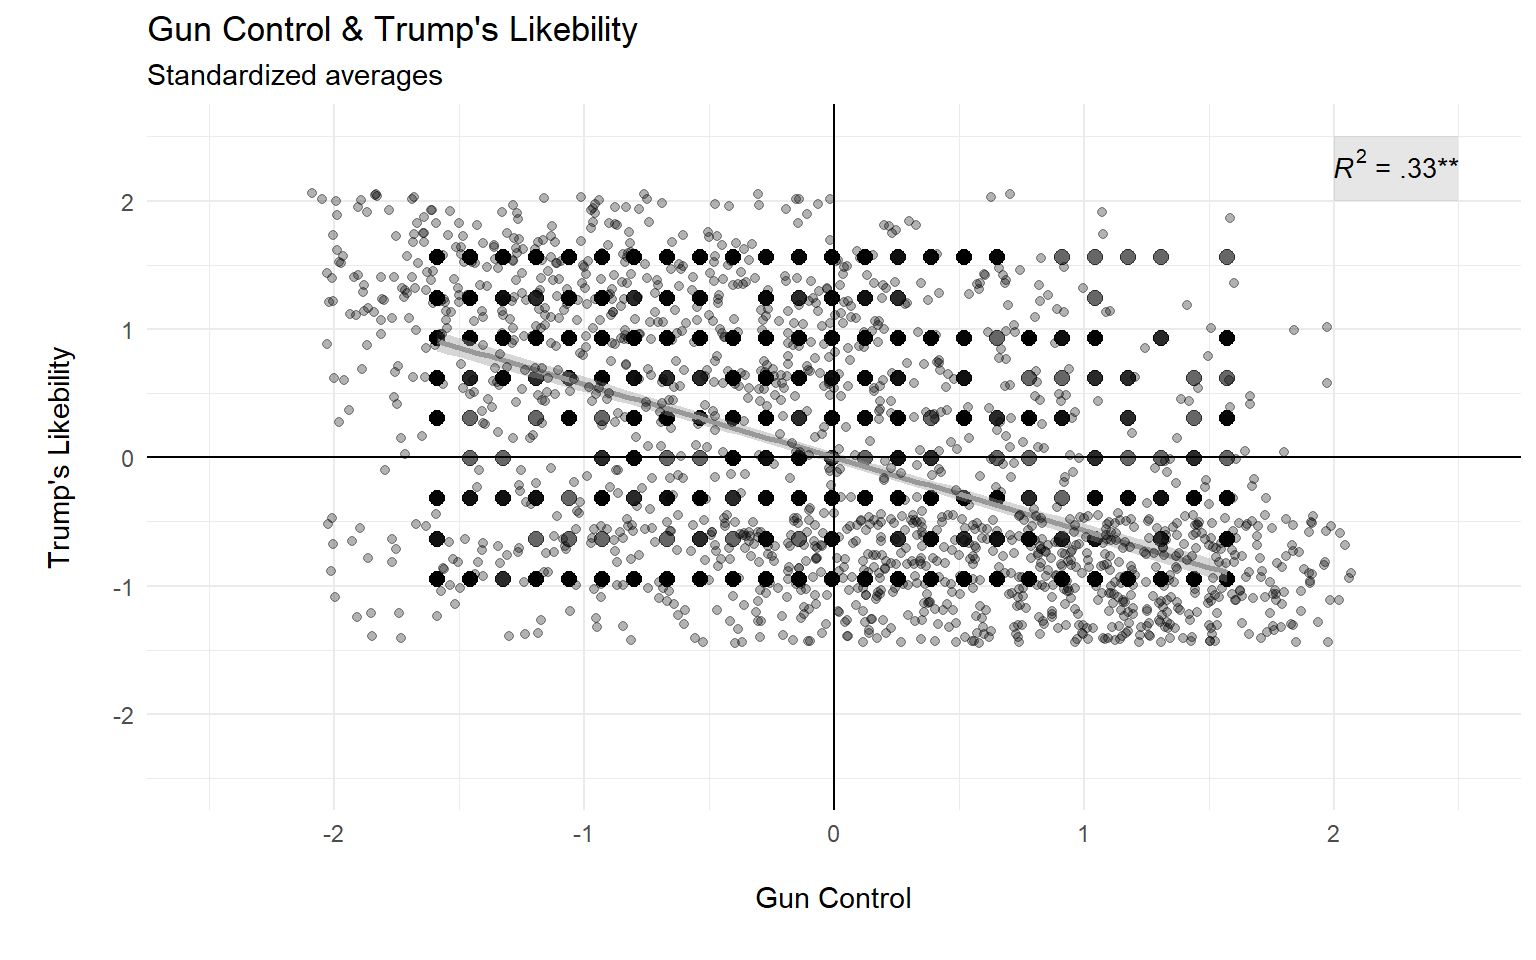 Gun Control & Trump's Likebility
Standardized averages
R² = .33**
Trump's Likebility
2
1
0
-1
-2
-2
-1
0
1
2
Gun Control